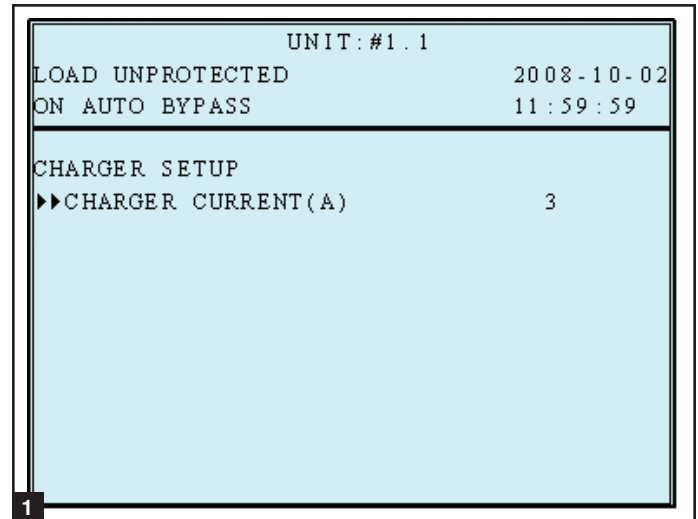 UNIT:#1.1
LOAD UNPROTECTED 2008-10-02
ON AUTO BYPASS 11:59:59
CHARGER SETUP
▶▶CHARGER CURRENT(A) 3
1